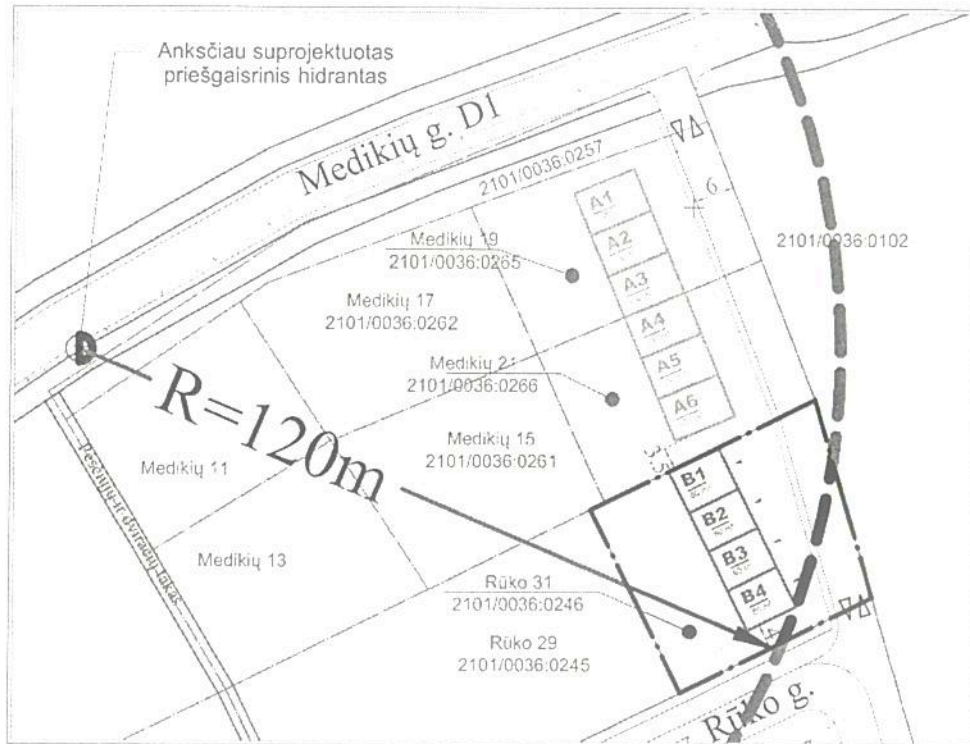 Anksčiau suprojektuotas
priešgaisrinis hidrantas
Medikių g. D1
2101/0036:0257
6
2101/0036:0102
Medikių 19
2101/0036:0265
Medikių 17
2101/0036:0262
Medikių 21
2101/0036:0266
Medikių 15
2101/0036:0261
A1
A2
A3
A4
A5
A6
R=120m
Medikių 11
Medikių 13
Pėsčiųjų ir dviračių takas
3,5
B1
B2
B3
B4
Rūko 31
2101/0036:0246
Rūko 29
2101/0036:0245
Rūko g.